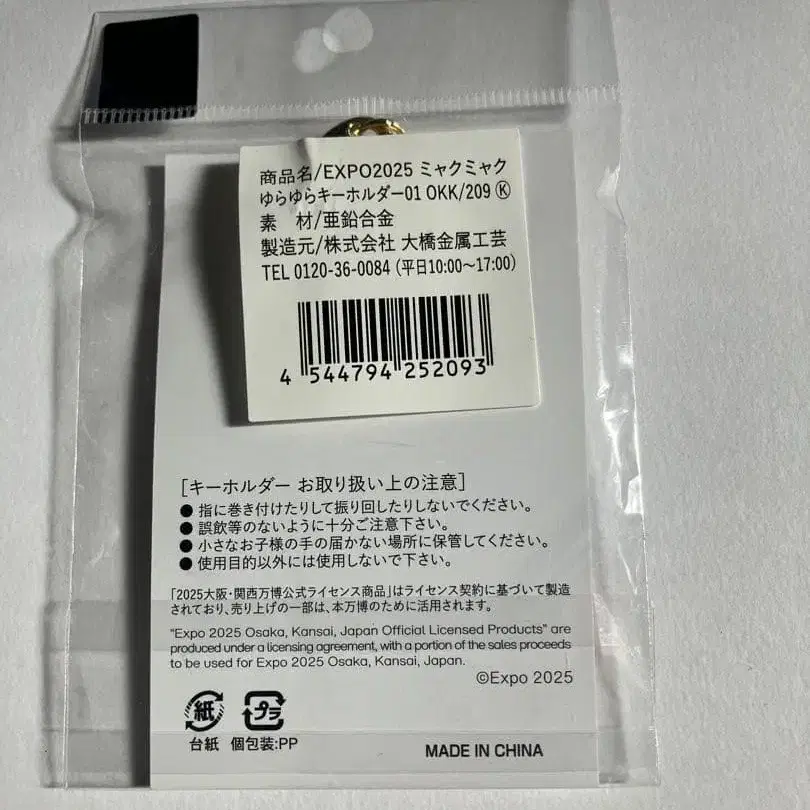 商品名/EXPO2025 ミャクミャク
ゆらゆらキーホルダー01 OKK/209 Ⓚ
素　材/亜鉛合金
製造元/株式会社 大橋金属工芸
TEL 0120-36-0084 (平日10:00～17:00)
4 544794 252093
[キーホルダー お取り扱い上の注意]
● 指に巻き付けたりして振り回したりしないでください。
● 誤飲等のないように十分ご注意下さい。
● 小さなお子様の手の届かない場所に保管してください。
● 使用目的以外には使用しないで下さい。
「2025大阪・関西万博公式ライセンス商品」はライセンス契約に基づいて製造
されており、売り上げの一部は、本万博のために活用されます。
"Expo 2025 Osaka, Kansai, Japan Official Licensed Products" are
produced under a licensing agreement, with a portion of the sales proceeds
to be used for Expo 2025 Osaka, Kansai, Japan.
©Expo 2025
紙 プラ
台紙 個包装:PP
MADE IN CHINA